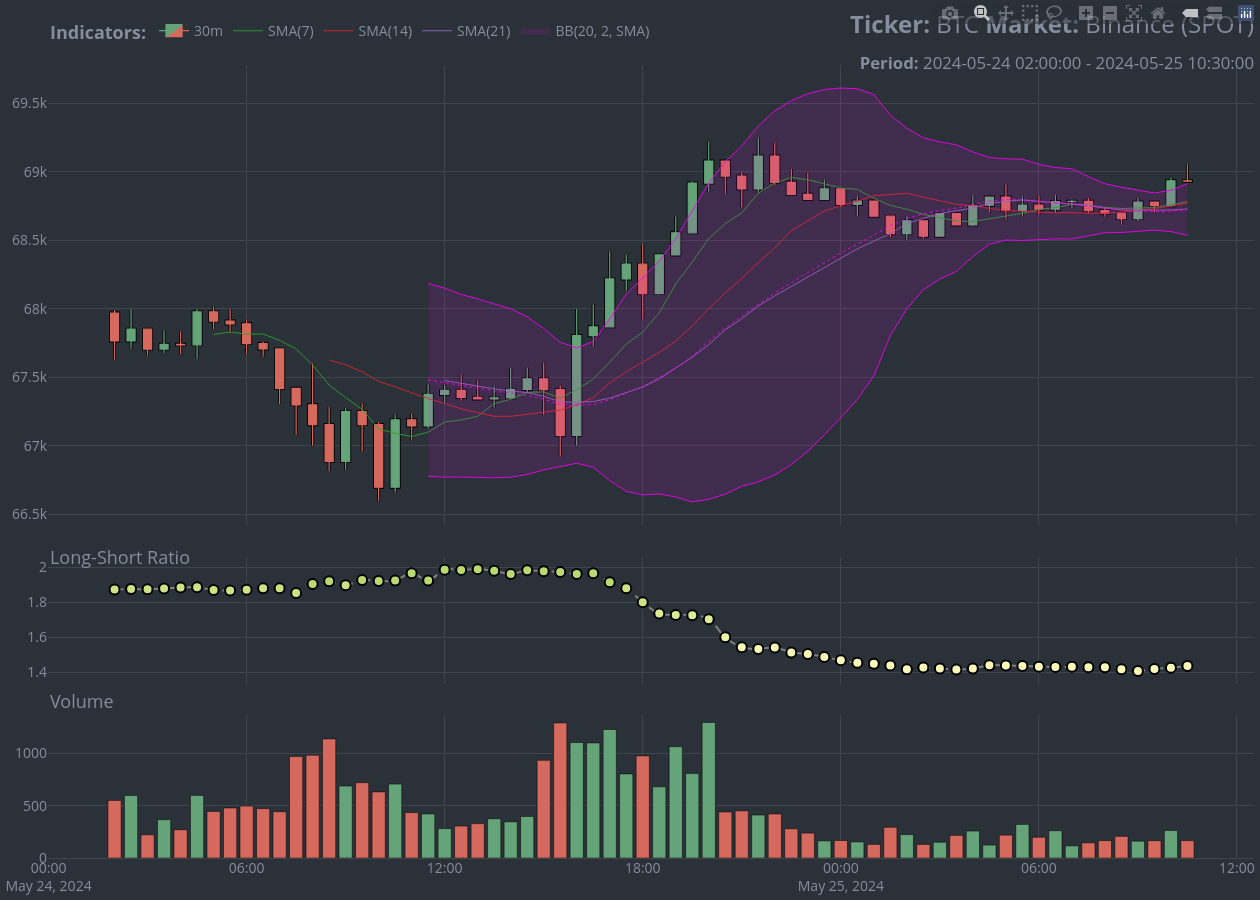 Indicators: 30m SMA(7) SMA(14) SMA(21) BB(20, 2, SMA)
Ticker: BTC Market: Binance (SPOT)
Period: 2024-05-24 02:00:00 - 2024-05-25 10:30:00
69.5k
69k
68.5k
68k
67.5k
67k
66.5k
Long-Short Ratio
2
1.8
1.6
1.4
Volume
1000
500
0
00:00 06:00 12:00 18:00 00:00 06:00 12:00
May 24, 2024 May 25, 2024